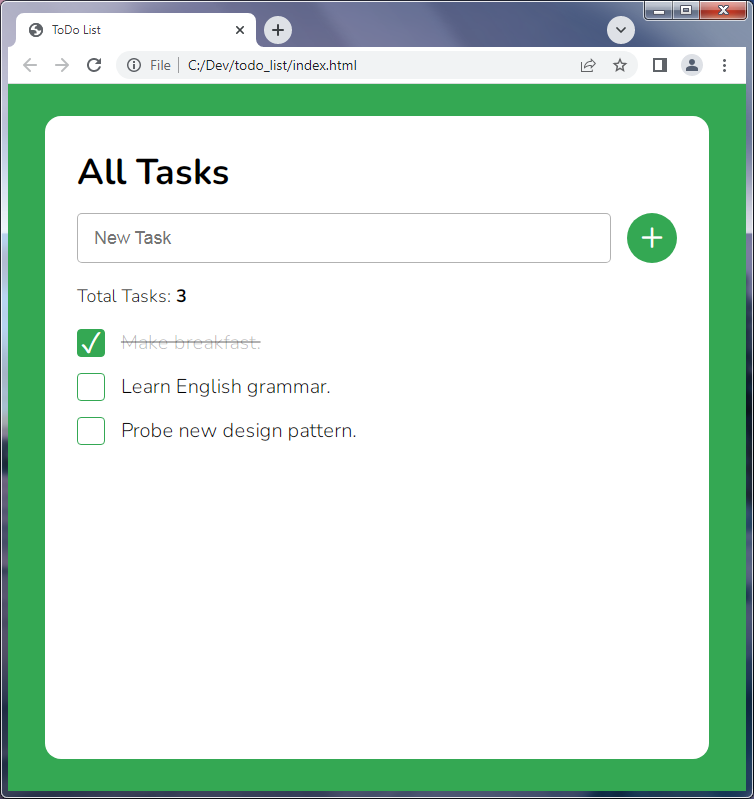 ToDo List
File
C:/Dev/todo_list/index.html
All Tasks
New Task
Total Tasks: 3
Make breakfast.
Learn English grammar.
Probe new design pattern.